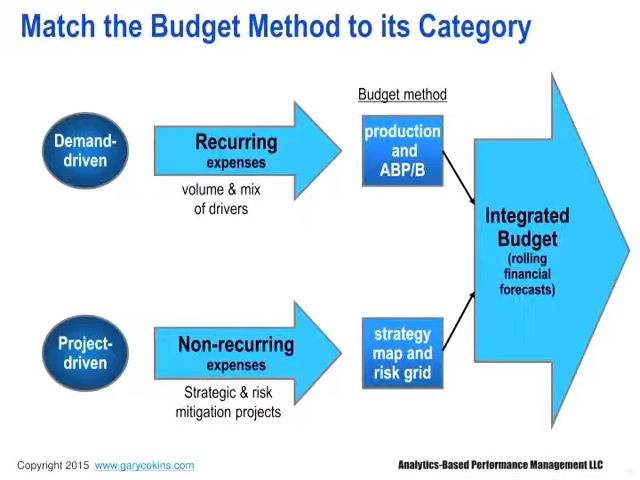 Match the Budget Method to its Category
Budget method
Demand-
driven
Recurring
expenses
volume & mix
of drivers
production
and
ABP/B
Integrated
Budget
(rolling
financial
forecasts)
Project-
driven
Non-recurring
expenses
Strategic & risk
mitigation projects
strategy
map and
risk grid
Copyright 2015 www.garycokins.com
Analytics-Based Performance Management LLC